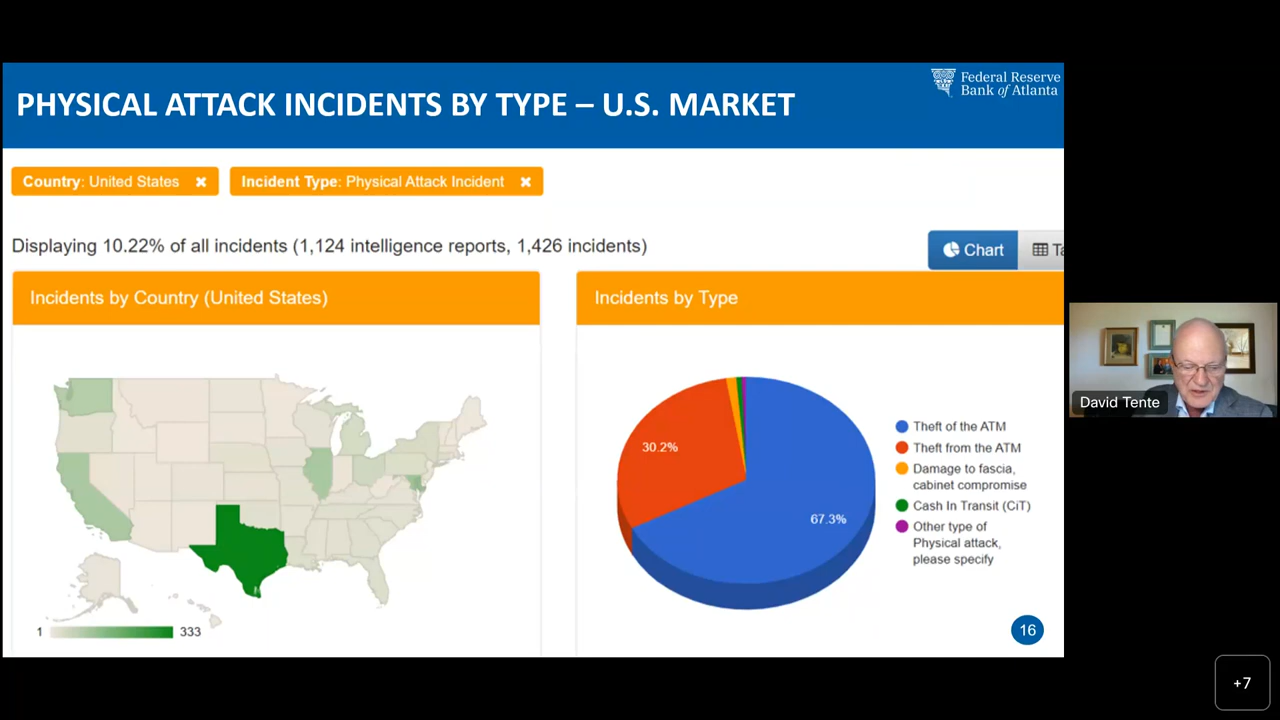 PHYSICAL ATTACK INCIDENTS BY TYPE – U.S. MARKET
Federal Reserve
Bank of Atlanta
Country: United States ✖
Incident Type: Physical Attack Incident ✖
Displaying 10.22% of all incidents (1,124 intelligence reports, 1,426 incidents)
Chart
Ta
Incidents by Country (United States)
1
333
Incidents by Type
30.2%
67.3%
Theft of the ATM
Theft from the ATM
Damage to fascia,
cabinet compromise
Cash In Transit (CiT)
Other type of
Physical attack,
please specify
16
David Tente
+7